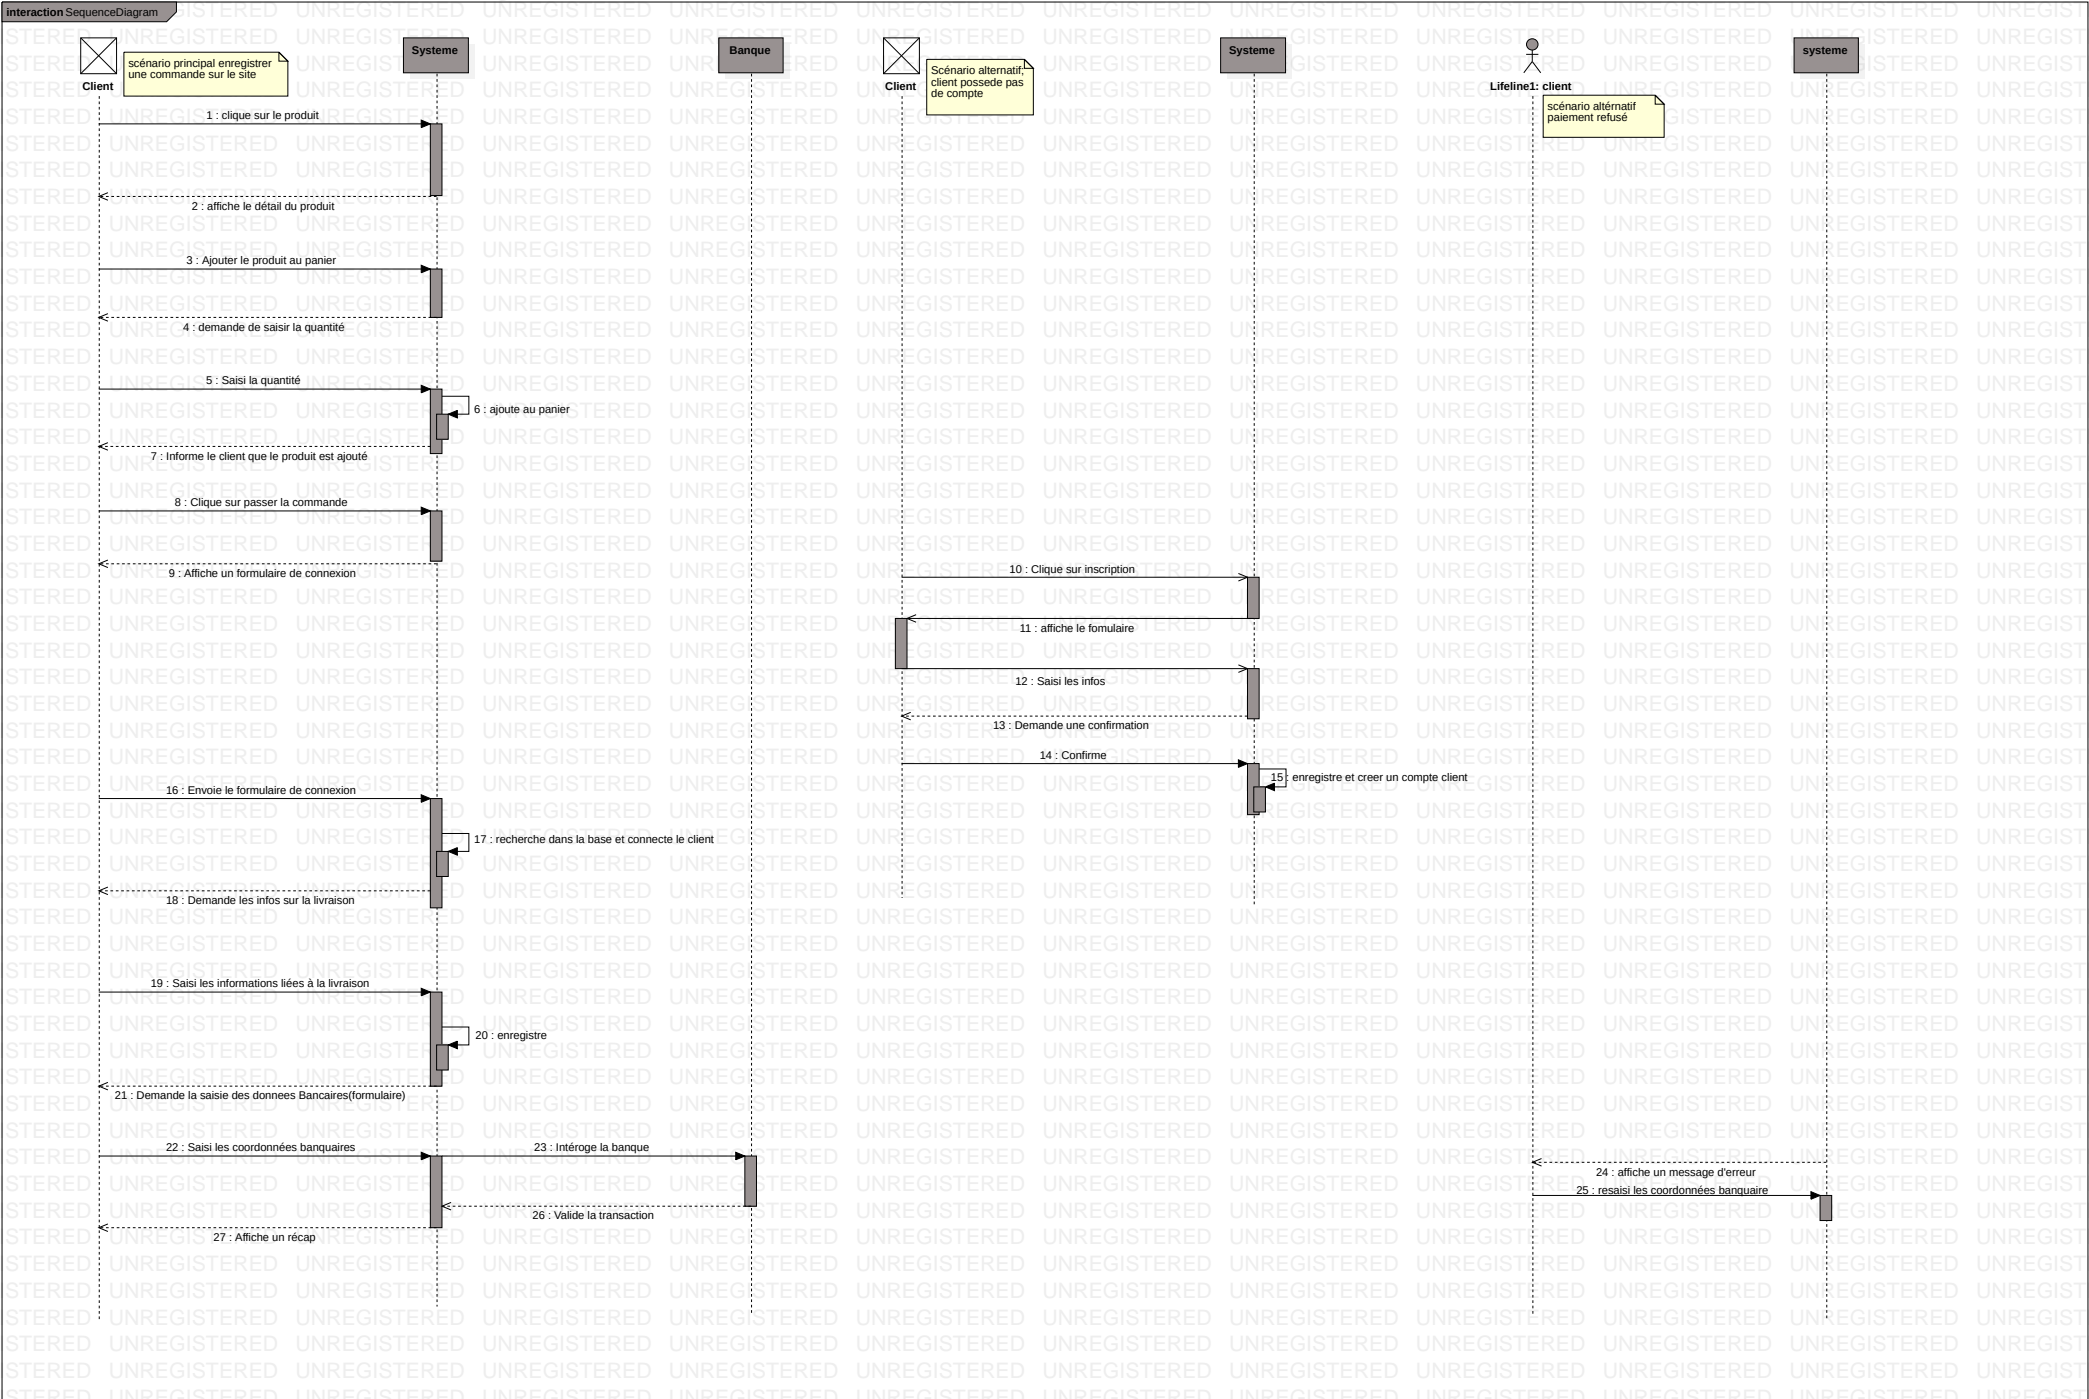 interaction SequenceDiagram
Client
scénario principal enregistrer
une commande sur le site
Systeme
Banque
Client
Scénario alternatif;
client possede pas
de compte
Systeme
Lifeline1: client
scénario altérnatif
paiement refusé
systeme
1 : clique sur le produit
2 : affiche le détail du produit
3 : Ajouter le produit au panier
4 : demande de saisir la quantité
5 : Saisi la quantité
6 : ajoute au panier
7 : Informe le client que le produit est ajouté
8 : Clique sur passer la commande
9 : Affiche un formulaire de connexion
10 : Clique sur inscription
11 : affiche le fomulaire
12 : Saisi les infos
13 : Demande une confirmation
14 : Confirme
15 : enregistre et creer un compte client
16 : Envoie le formulaire de connexion
17 : recherche dans la base et connecte le client
18 : Demande les infos sur la livraison
19 : Saisi les informations liées à la livraison
20 : enregistre
21 : Demande la saisie des donnees Bancaires(formulaire)
22 : Saisi les coordonnées banquaires
23 : Intéroge la banque
24 : affiche un message d'erreur
25 : resaisi les coordonnées banquaire
26 : Valide la transaction
27 : Affiche un récap
UNREGISTERED